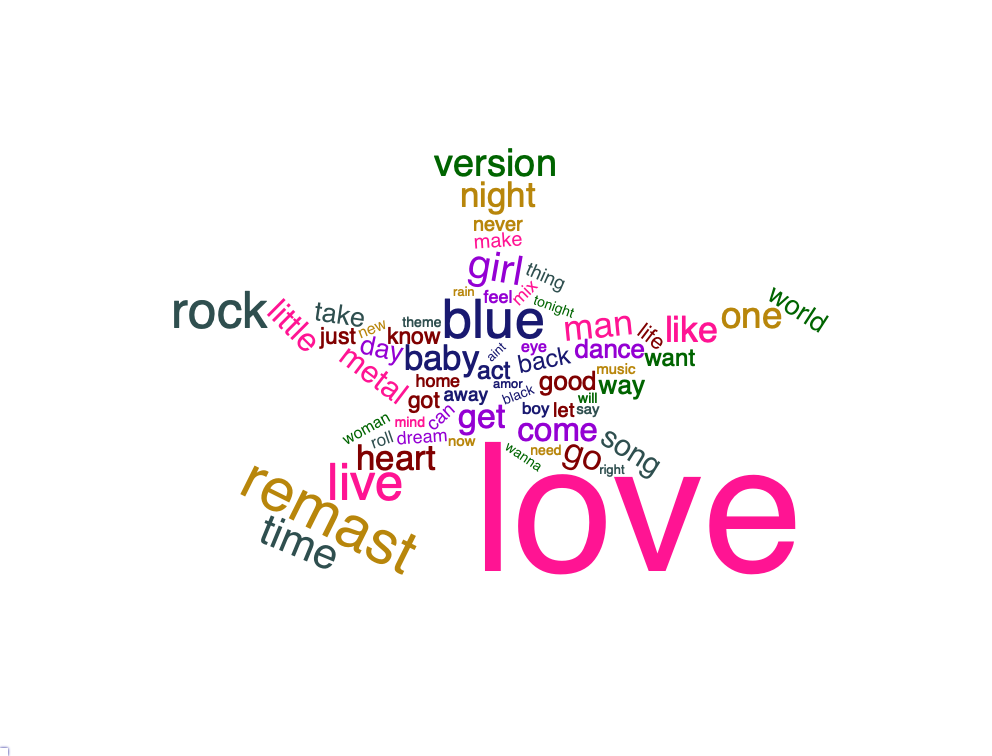 version
night
never
make
girl
thing
rain
feel
mix
tonight
world
rock
little
take
new
theme
blue
man
life
like
one
just
day
know
baby
aint
eye
back
dance
want
metal
act
music
home
amor
good
way
got
away
black
will
woman
mind
can
get
boy
let
say
roll
dream
now
come
song
heart
wanna
need
go
right
live
love
remast
time